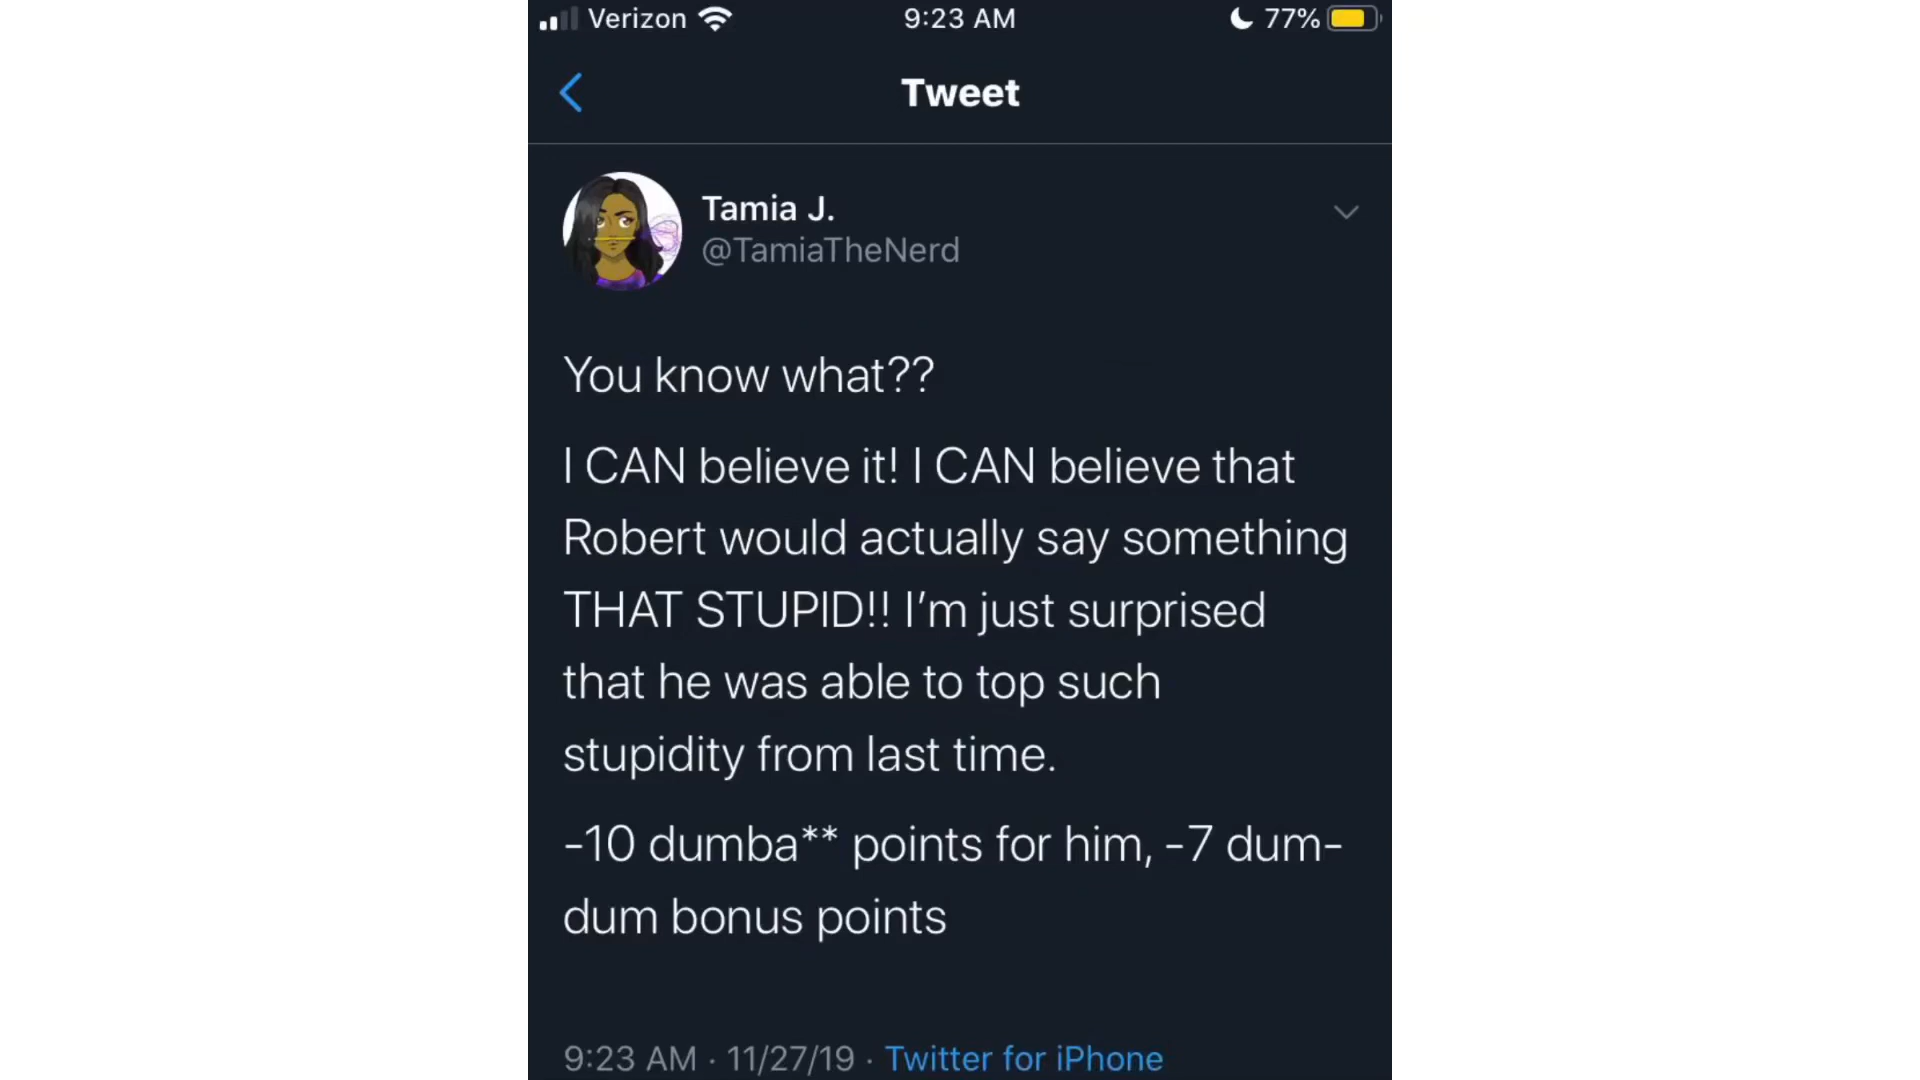 Verizon 9:23 AM 77%
Tweet
Tamia J.
@TamiaTheNerd
You know what??
I CAN believe it! I CAN believe that
Robert would actually say something
THAT STUPID!! I’m just surprised
that he was able to top such
stupidity from last time.
-10 dumba** points for him, -7 dum-
dum bonus points
9:23 AM · 11/27/19 · Twitter for iPhone